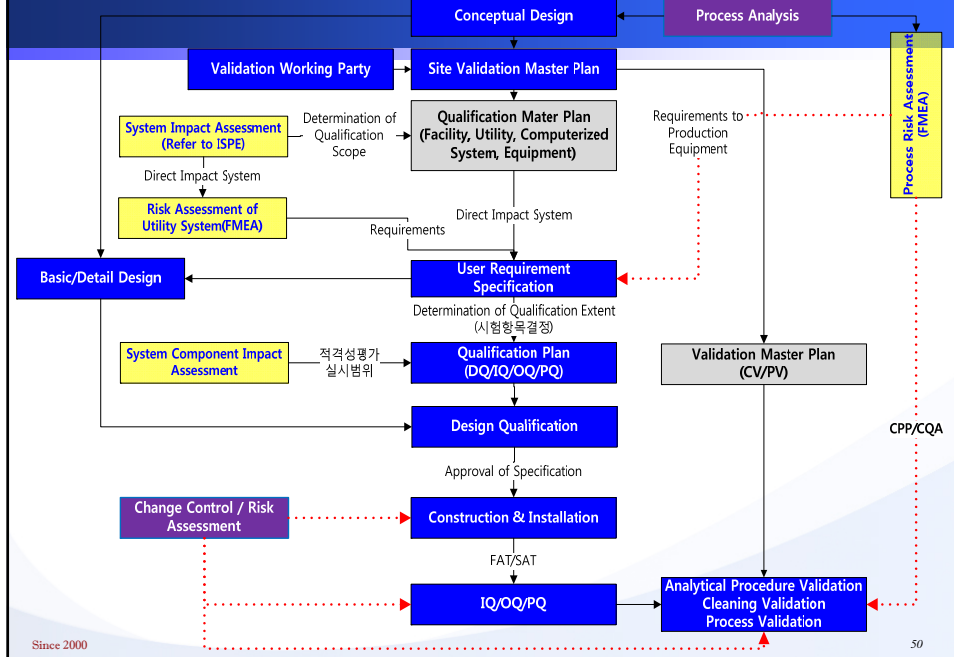 Conceptual Design
Process Analysis
Validation Working Party
Site Validation Master Plan
Process Risk Assessment
(FMEA)
System Impact Assessment
(Refer to ISPE)
Determination of
Qualification
Scope
Qualification Mater Plan
(Facility, Utility, Computerized
System, Equipment)
Requirements to
Production
Equipment
Direct Impact System
Risk Assessment of
Utility System(FMEA)
Requirements
Direct Impact System
Basic/Detail Design
User Requirement
Specification
Determination of Qualification Extent
(시험항목결정)
System Component Impact
Assessment
적격성평가
실시범위
Qualification Plan
(DQ/IQ/OQ/PQ)
Validation Master Plan
(CV/PV)
Design Qualification
CPP/CQA
Approval of Specification
Change Control / Risk
Assessment
Construction & Installation
FAT/SAT
IQ/OQ/PQ
Analytical Procedure Validation
Cleaning Validation
Process Validation
Since 2000
50